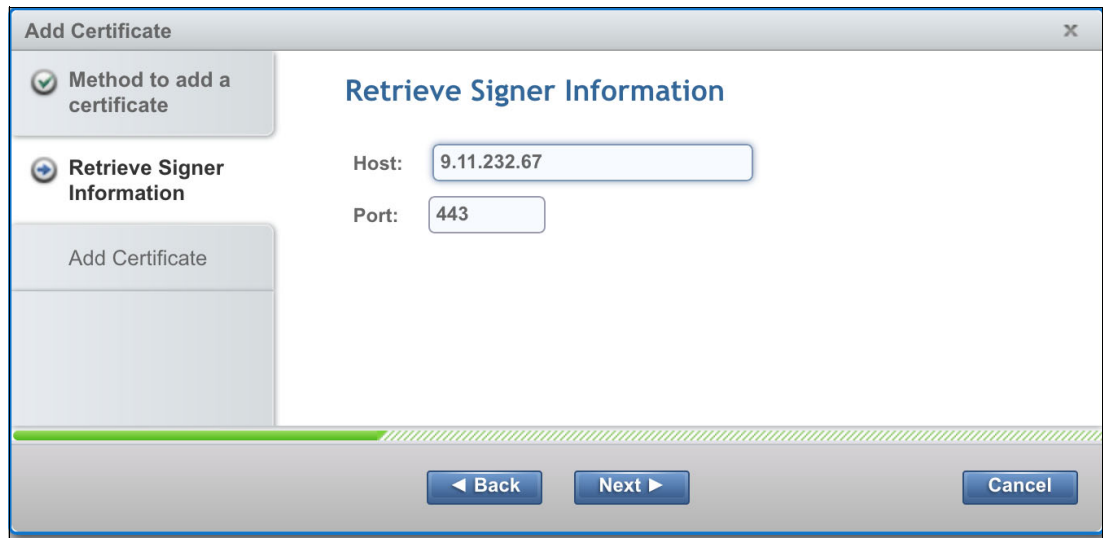 Add Certificate
x
Method to add a
certificate
Retrieve Signer
Information
Add Certificate
Retrieve Signer Information
Host: 9.11.232.67
Port: 443
◄ Back
Next ►
Cancel